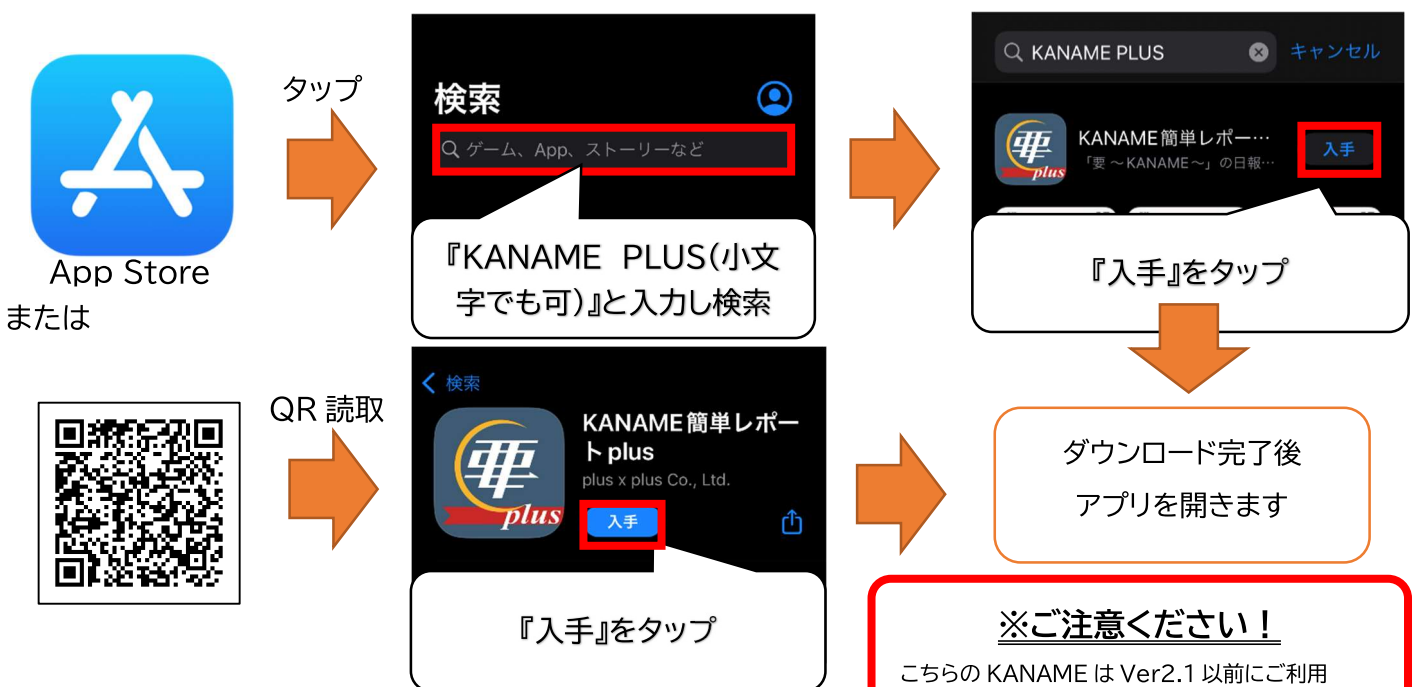 タップ
App Store
または
検索
ゲーム、App、ストーリーなど
『KANAME PLUS(小文
字でも可)』と入力し検索
KANAME PLUS
キャンセル
KANAME簡単レポー…
「要 ～KANAME～」の日報…
入手
plus
『入手』をタップ
QR 読取
検索
KANAME簡単レポー
ト plus
plus x plus Co., Ltd.
入手
plus
『入手』をタップ
ダウンロード完了後
アプリを開きます
※ご注意ください！
こちらの KANAME は Ver2.1 以前にご利用